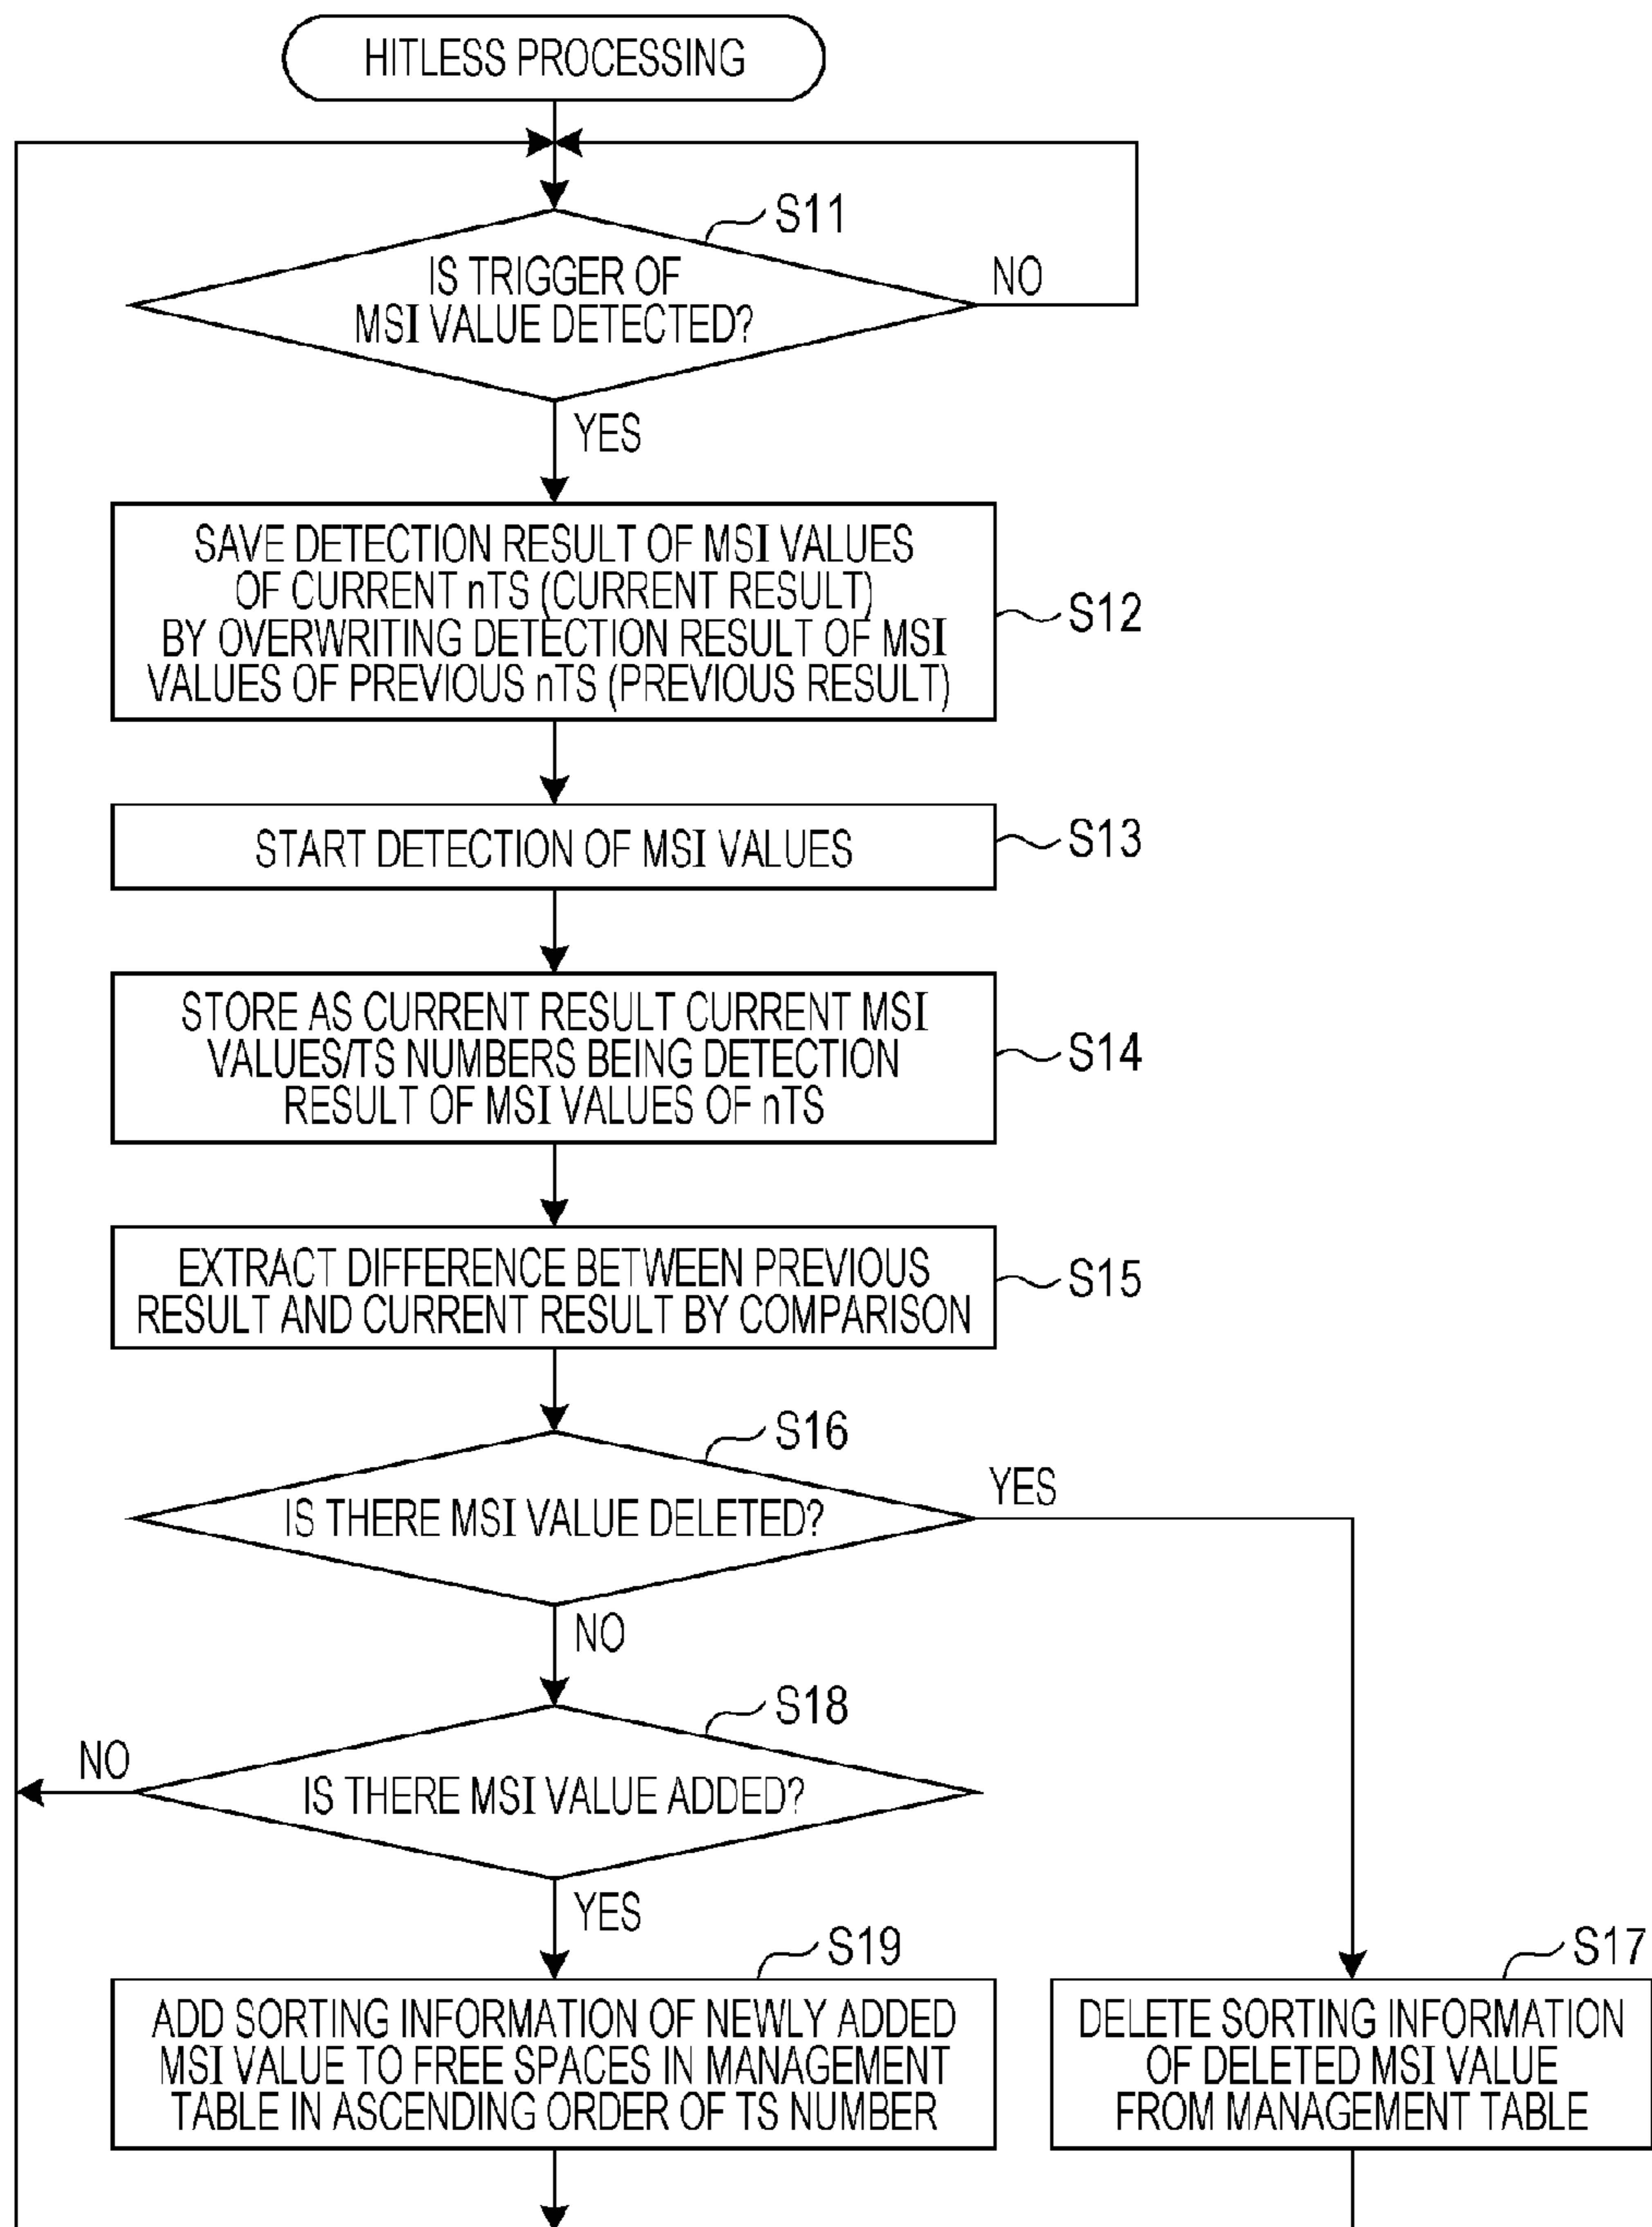 HITLESS PROCESSING
S11
IS TRIGGER OF
MSI VALUE DETECTED?
NO
YES
SAVE DETECTION RESULT OF MSI VALUES
OF CURRENT nTS (CURRENT RESULT)
BY OVERWRITING DETECTION RESULT OF MSI
VALUES OF PREVIOUS nTS (PREVIOUS RESULT)
S12
START DETECTION OF MSI VALUES
S13
STORE AS CURRENT RESULT CURRENT MSI
VALUES/TS NUMBERS BEING DETECTION
RESULT OF MSI VALUES OF nTS
S14
EXTRACT DIFFERENCE BETWEEN PREVIOUS
RESULT AND CURRENT RESULT BY COMPARISON
S15
S16
IS THERE MSI VALUE DELETED?
YES
NO
S18
IS THERE MSI VALUE ADDED?
NO
YES
S19
ADD SORTING INFORMATION OF NEWLY ADDED
MSI VALUE TO FREE SPACES IN MANAGEMENT
TABLE IN ASCENDING ORDER OF TS NUMBER
S17
DELETE SORTING INFORMATION
OF DELETED MSI VALUE
FROM MANAGEMENT TABLE